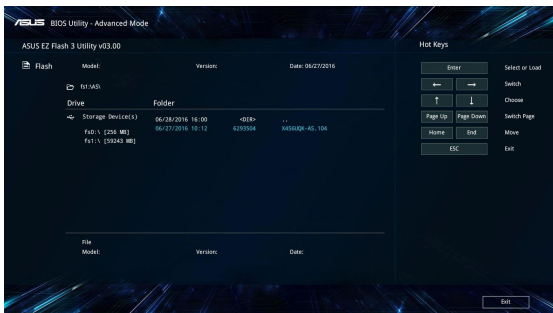 ASUS BIOS Utility - Advanced Mode
ASUS EZ Flash 3 Utility v03.00
Flash
Model: Version: Date: 06/27/2016
fs1:\AS\
Drive Folder
Storage Device(s)
fs0:\ [256 MB]
fs1:\ [59243 MB]
06/28/2016 16:00 <DIR> ..
06/27/2016 10:12 6293504 X456UQK-AS.104
File
Model: Version: Date:
Hot Keys
Enter Select or Load
← → Switch
↑ ↓ Choose
Page Up Page Down Switch Page
Home End Move
ESC Exit
Exit